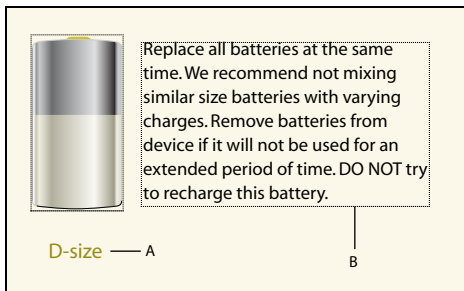 Replace all batteries at the same
time. We recommend not mixing
similar size batteries with varying
charges. Remove batteries from
device if it will not be used for an
extended period of time. DO NOT try
to recharge this battery.
D-size
A
B